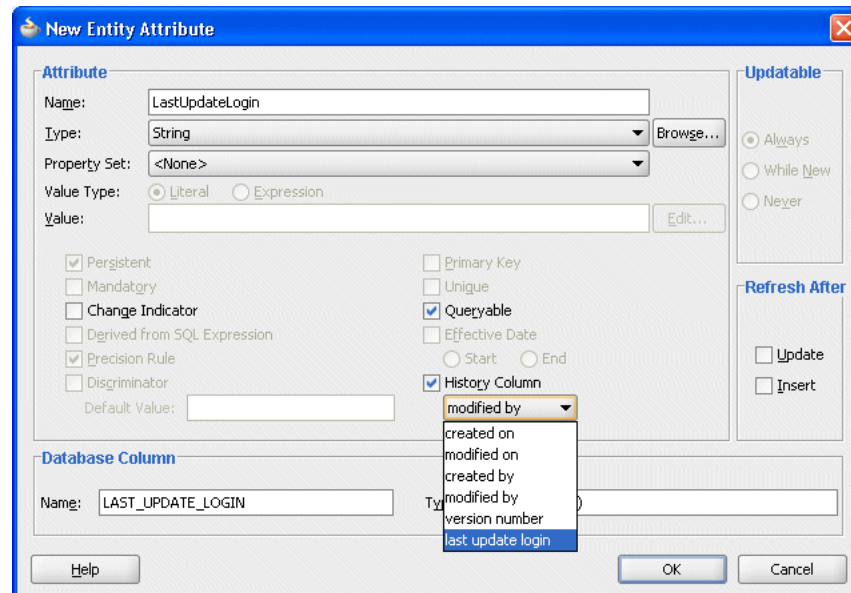 New Entity Attribute
Attribute
Name: LastUpdateLogin
Type: String Browse...
Property Set: <None>
Value Type: Literal Expression
Value: Edit...
Persistent Primary Key
Mandatory Unique
Change Indicator Queryable
Derived from SQL Expression Effective Date
Precision Rule Start End
Discriminator History Column
Default Value: modified by
created on
modified on
created by
modified by
version number
last update login
Updatable
Always
While New
Never
Refresh After
Update
Insert
Database Column
Name: LAST_UPDATE_LOGIN Ty )
Help OK Cancel